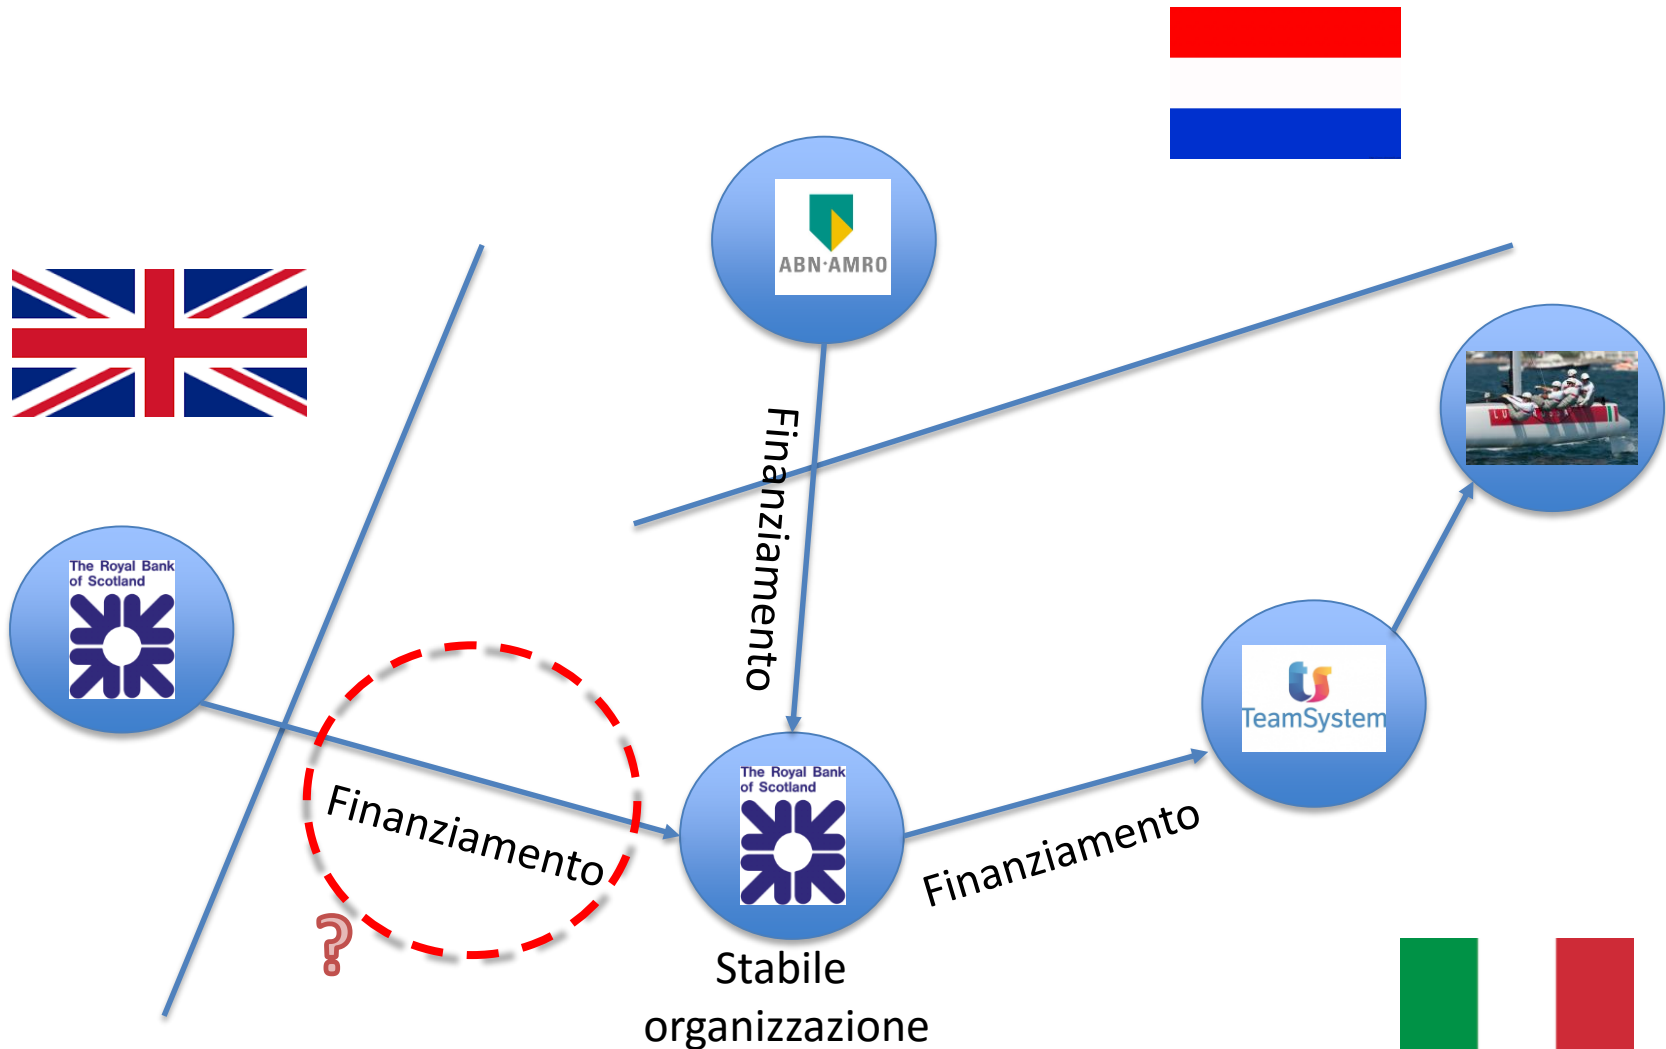 ABN·AMRO
The Royal Bank
of Scotland
Finanziamento
Finanziamento
?
The Royal Bank
of Scotland
Stabile
organizzazione
Finanziamento
TeamSystem